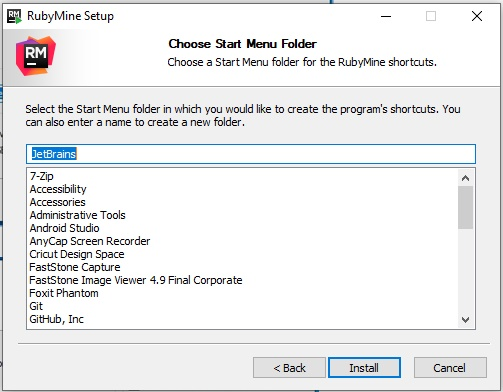 RubyMine Setup
RM
Choose Start Menu Folder
Choose a Start Menu folder for the RubyMine shortcuts.
Select the Start Menu folder in which you would like to create the program's shortcuts. You
can also enter a name to create a new folder.
JetBrains
7-Zip
Accessibility
Accessories
Administrative Tools
Android Studio
AnyCap Screen Recorder
Cricut Design Space
FastStone Capture
FastStone Image Viewer 4.9 Final Corporate
Foxit Phantom
Git
GitHub, Inc
< Back Install Cancel